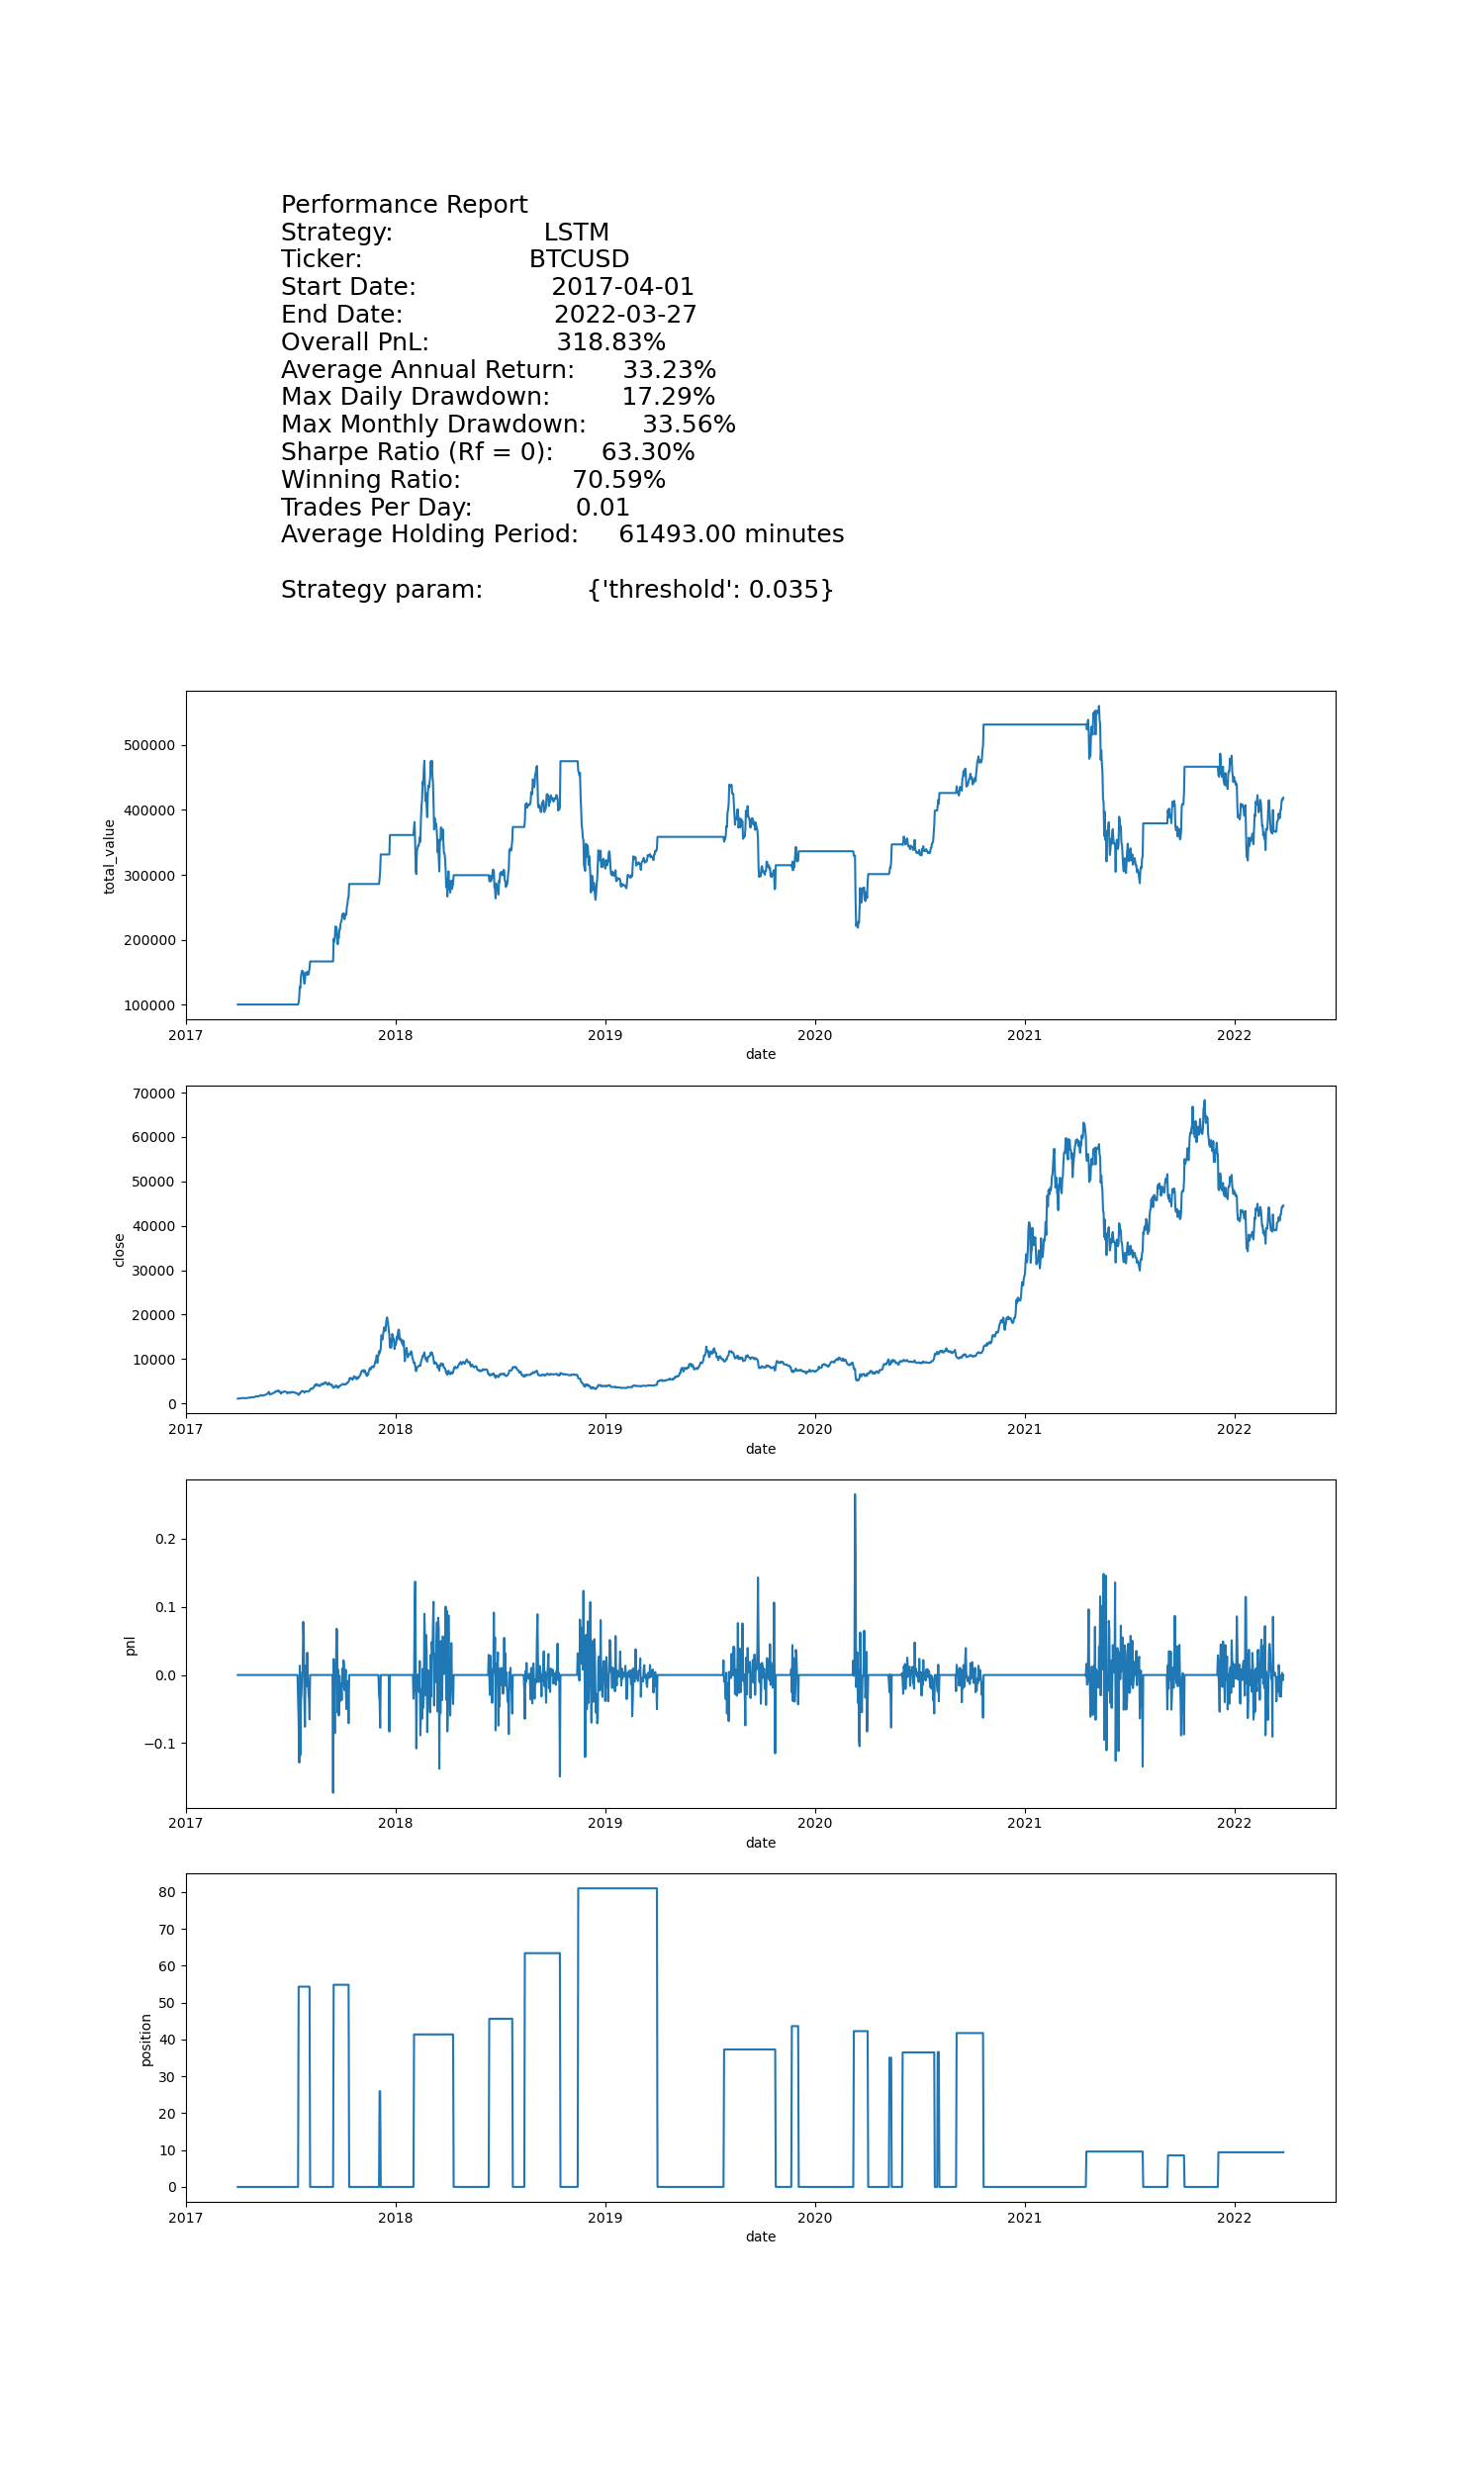 Performance Report
Strategy: LSTM
Ticker: BTCUSD
Start Date: 2017-04-01
End Date: 2022-03-27
Overall PnL: 318.83%
Average Annual Return: 33.23%
Max Daily Drawdown: 17.29%
Max Monthly Drawdown: 33.56%
Sharpe Ratio (Rf = 0): 63.30%
Winning Ratio: 70.59%
Trades Per Day: 0.01
Average Holding Period: 61493.00 minutes
Strategy param: {'threshold': 0.035}
500000
400000
300000
200000
100000
total_value
2017 2018 2019 2020 2021 2022
date
70000
60000
50000
40000
30000
20000
10000
0
close
2017 2018 2019 2020 2021 2022
date
0.2
0.1
0.0
−0.1
pnl
2017 2018 2019 2020 2021 2022
date
80
70
60
50
40
30
20
10
0
position
2017 2018 2019 2020 2021 2022
date